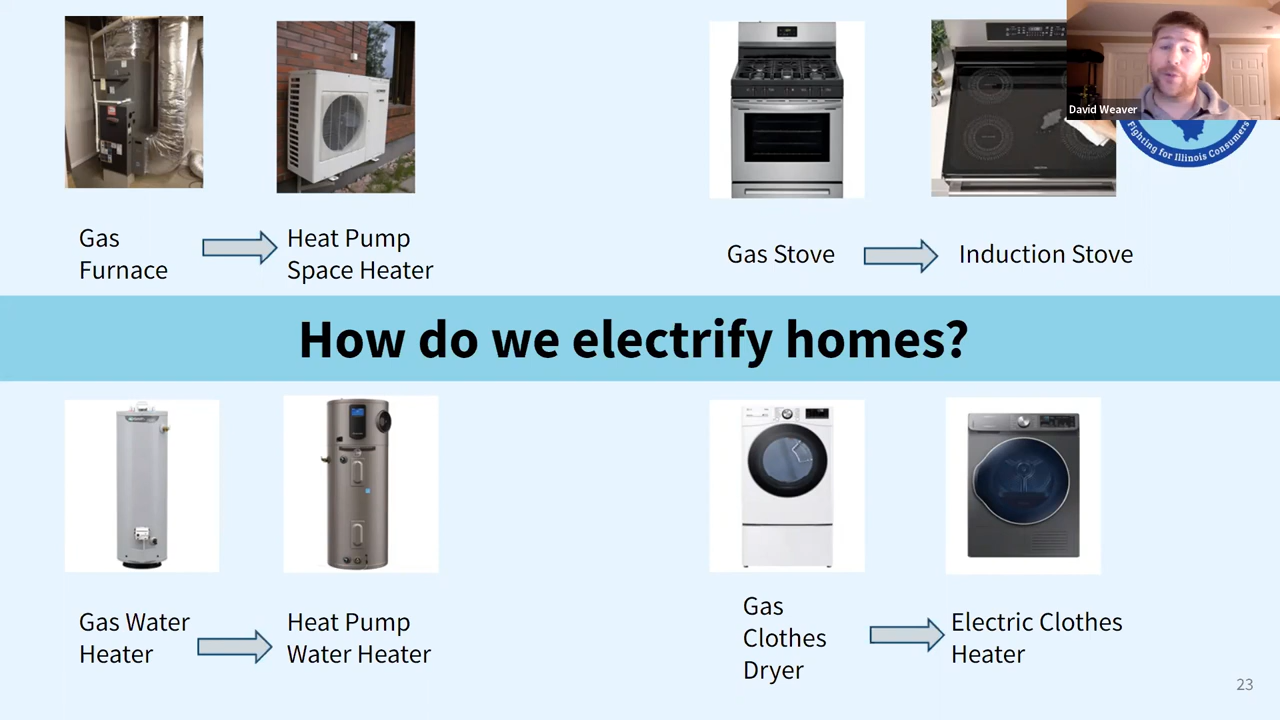 David Weaver
Fighting for Illinois Consumers
Gas
Furnace
Heat Pump
Space Heater
Gas Stove
Induction Stove
How do we electrify homes?
Gas Water
Heater
Heat Pump
Water Heater
Gas
Clothes
Dryer
Electric Clothes
Heater
23